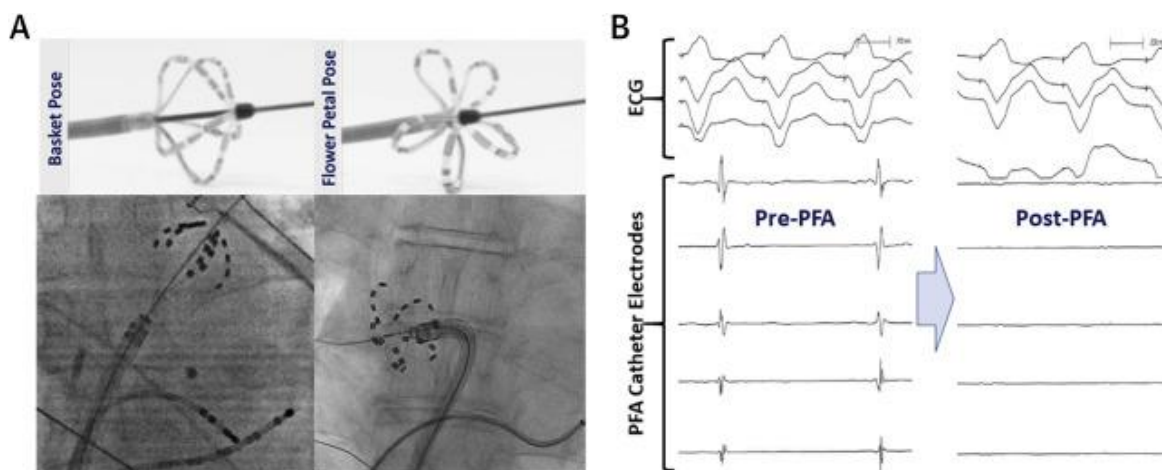 A
Basket Pose
Flower Petal Pose
B
ECG
PFA Catheter Electrodes
Pre-PFA
Post-PFA